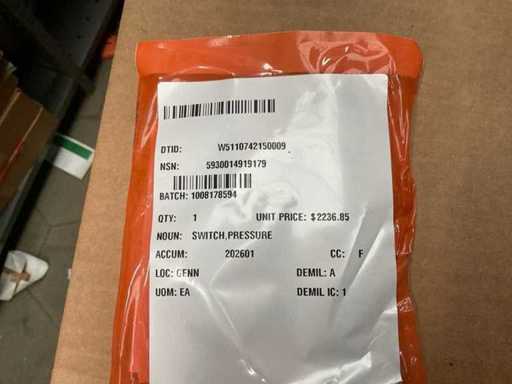 DTID: W5110742150009
NSN: 5930014919179
BATCH: 1008178594
QTY: 1 UNIT PRICE: $2236.85
NOUN: SWITCH,PRESSURE
ACCUM: 202601 CC: F
LOC: GENN DEMIL: A
UOM: EA DEMIL IC: 1